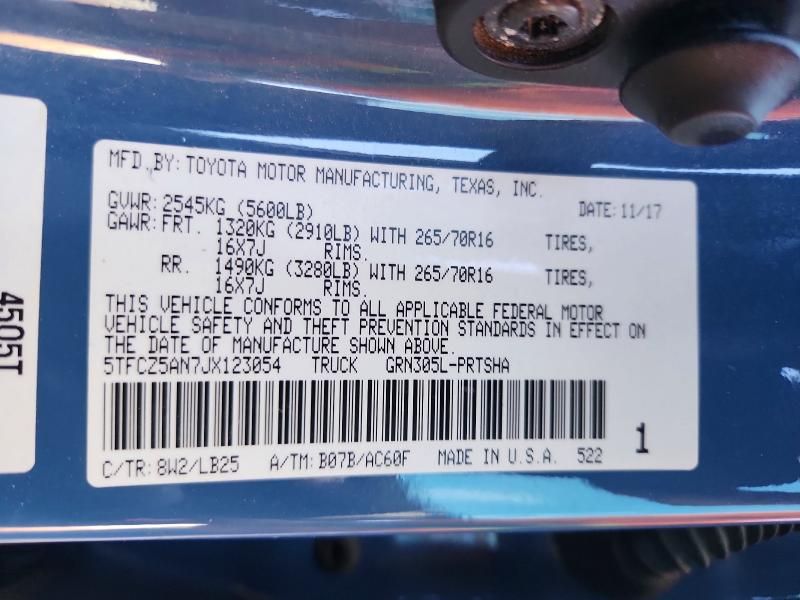 MFD. BY: TOYOTA MOTOR MANUFACTURING, TEXAS, INC.
GVWR: 2545KG (5600LB) DATE: 11/17
GAWR: FRT. 1320KG (2910LB) WITH 265/70R16 TIRES,
16X7J RIMS.
RR. 1490KG (3280LB) WITH 265/70R16 TIRES,
16X7J RIMS.
THIS VEHICLE CONFORMS TO ALL APPLICABLE FEDERAL MOTOR
VEHICLE SAFETY AND THEFT PREVENTION STANDARDS IN EFFECT ON
THE DATE OF MANUFACTURE SHOWN ABOVE.
5TFCZ5AN7JX123054 TRUCK GRN305L-PRTSHA
1
C/TR: 8W2/LB25 A/TM: B07B/AC60F MADE IN U.S.A. 522
4505T